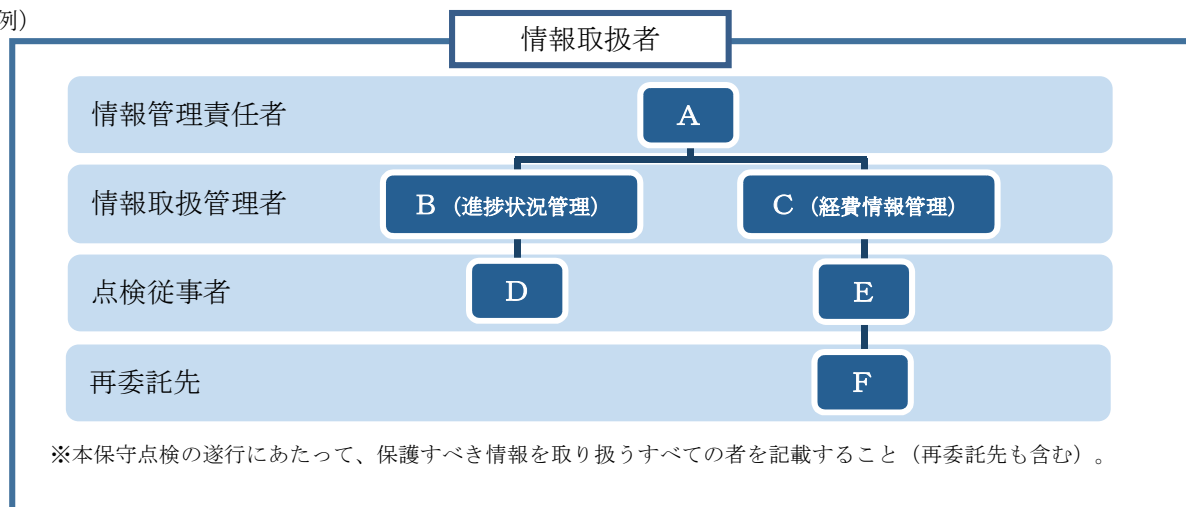 例）
情報取扱者
情報管理責任者
A
情報取扱管理者
B（進捗状況管理）
C（経費情報管理）
点検従事者
D
E
再委託先
F
※本保守点検の遂行にあたって、保護すべき情報を取り扱うすべての者を記載すること（再委託先も含む）。